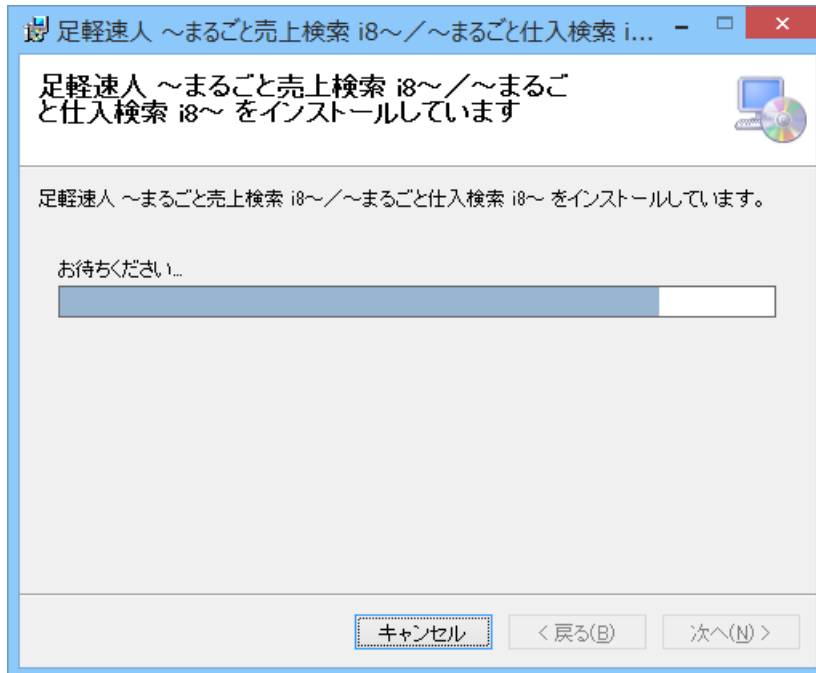 足軽速人 ～まるごと売上検索 i8～／～まるごと仕入検索 i...
足軽速人 ～まるごと売上検索 i8～／～まるご
と仕入検索 i8～ をインストールしています
足軽速人 ～まるごと売上検索 i8～／～まるごと仕入検索 i8～ をインストールしています。
お待ちください...
キャンセル
< 戻る(B)
次へ(N) >